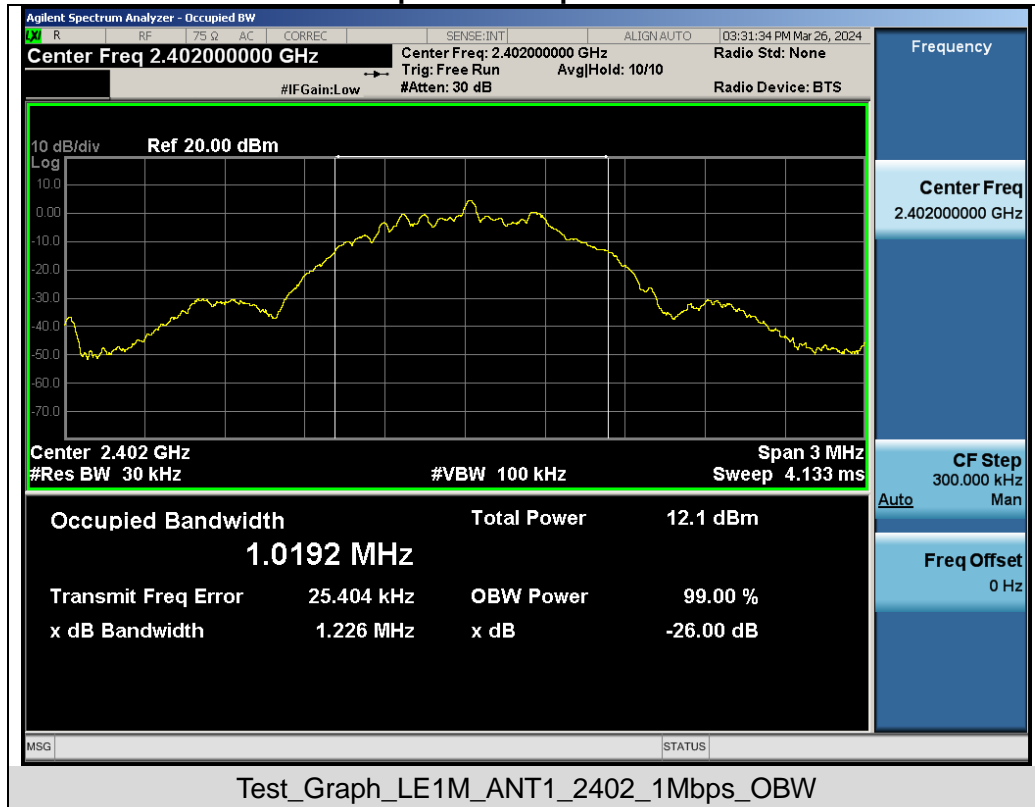 Agilent Spectrum Analyzer - Occupied BW
LXI R RF 75 Ω AC CORREC SENSE:INT ALIGN AUTO 03:31:34 PM Mar 26, 2024
Center Freq 2.402000000 GHz
Center Freq: 2.402000000 GHz Radio Std: None
Trig: Free Run Avg|Hold: 10/10
#IFGain:Low #Atten: 30 dB Radio Device: BTS
Frequency
10 dB/div Ref 20.00 dBm
Log
10.0
0.00
-10.0
-20.0
-30.0
-40.0
-50.0
-60.0
-70.0
Center 2.402 GHz Span 3 MHz
#Res BW 30 kHz #VBW 100 kHz Sweep 4.133 ms
Center Freq
2.402000000 GHz
CF Step
300.000 kHz
Auto Man
Freq Offset
0 Hz
Occupied Bandwidth Total Power 12.1 dBm
1.0192 MHz
Transmit Freq Error 25.404 kHz OBW Power 99.00 %
x dB Bandwidth 1.226 MHz x dB -26.00 dB
MSG STATUS
Test_Graph_LE1M_ANT1_2402_1Mbps_OBW